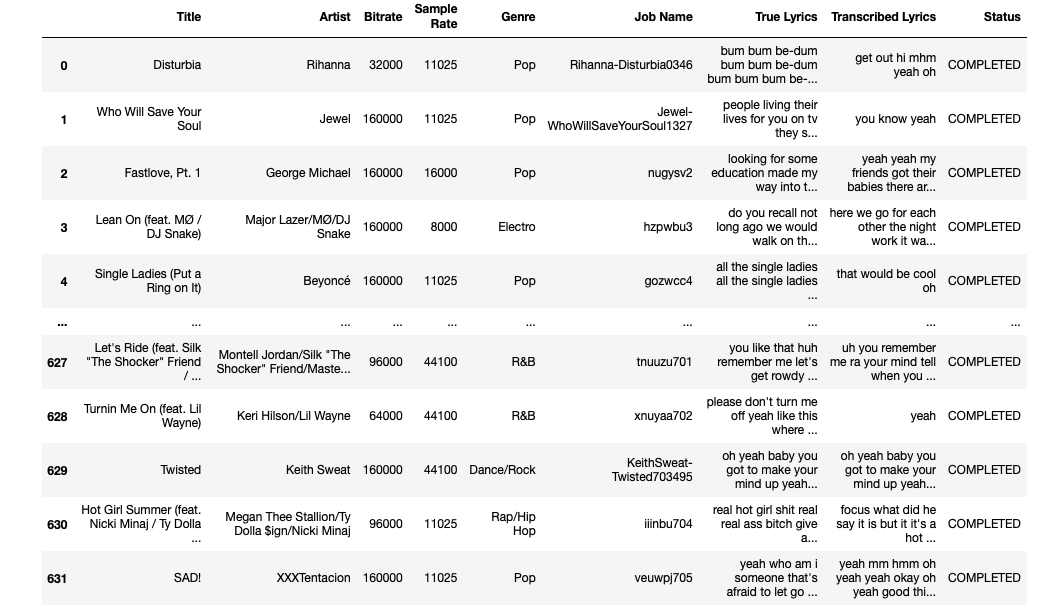 Title Artist Bitrate Sample Rate Genre Job Name True Lyrics Transcribed Lyrics Status
0 Disturbia Rihanna 32000 11025 Pop Rihanna-Disturbia0346 bum bum be-dum bum bum be-dum bum bum bum be-... get out hi mhm yeah oh COMPLETED
1 Who Will Save Your Soul Jewel 160000 11025 Pop Jewel-WhoWillSaveYourSoul1327 people living their lives for you on tv they s... you know yeah COMPLETED
2 Fastlove, Pt. 1 George Michael 160000 16000 Pop nugysv2 looking for some education made my way into t... yeah yeah my friends got their babies there ar... COMPLETED
3 Lean On (feat. MØ / DJ Snake) Major Lazer/MØ/DJ Snake 160000 8000 Electro hzpwbu3 do you recall not long ago we would walk on th... here we go for each other the night work it wa... COMPLETED
4 Single Ladies (Put a Ring on It) Beyoncé 160000 11025 Pop gozwcc4 all the single ladies all the single ladies ... that would be cool oh COMPLETED
... ... ... ... ... ... ... ... ... ...
627 Let's Ride (feat. Silk "The Shocker" Friend / ... Montell Jordan/Silk "The Shocker" Friend/Maste... 96000 44100 R&B tnuuzu701 you like that huh remember me let's get rowdy ... uh you remember me ra your mind tell when you ... COMPLETED
628 Turnin Me On (feat. Lil Wayne) Keri Hilson/Lil Wayne 64000 44100 R&B xnuyaa702 please don't turn me off yeah like this where ... yeah COMPLETED
629 Twisted Keith Sweat 160000 44100 Dance/Rock KeithSweat-Twisted703495 oh yeah baby you got to make your mind up yeah... oh yeah baby you got to make your mind up yeah... COMPLETED
630 Hot Girl Summer (feat. Nicki Minaj / Ty Dolla ... Megan Thee Stallion/Ty Dolla $ign/Nicki Minaj 96000 11025 Rap/Hip Hop iiinbu704 real hot girl shit real real ass bitch give a... focus what did he say it is but it it's a hot ... COMPLETED
631 SAD! XXXTentacion 160000 11025 Pop veuwpj705 yeah who am i someone that's afraid to let go ... yeah mm hmm oh yeah yeah okay oh yeah good thi... COMPLETED